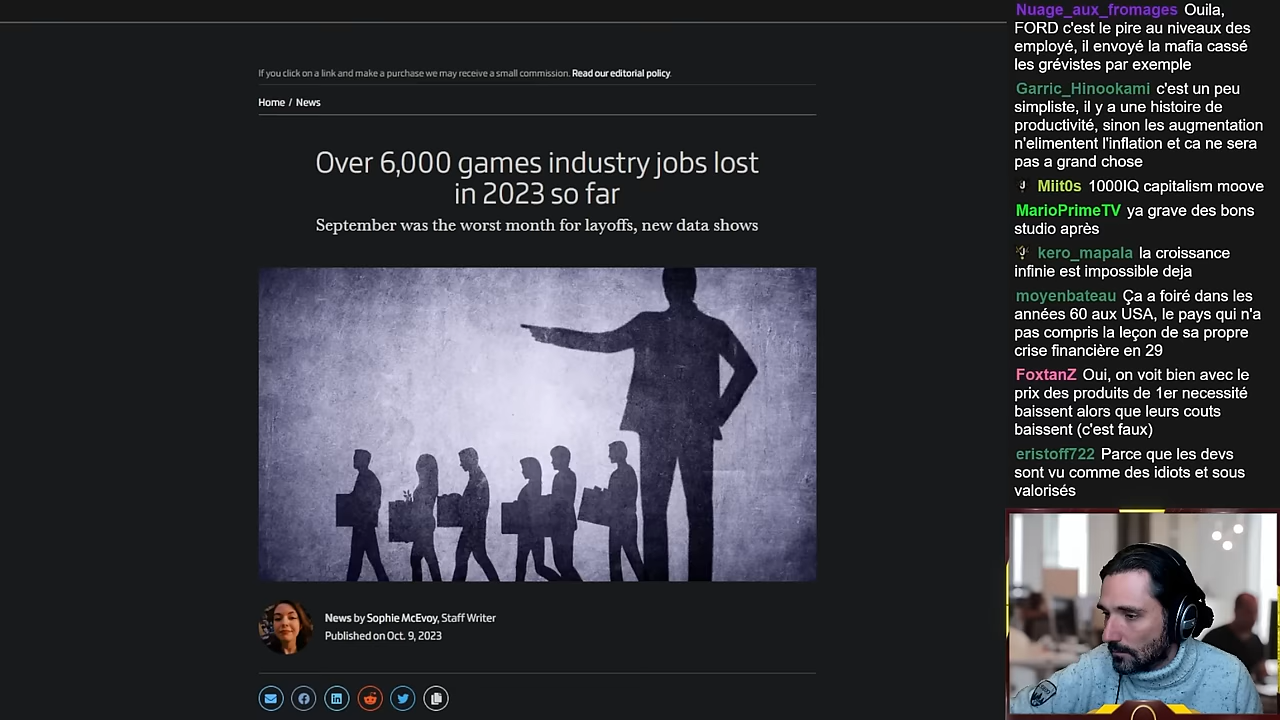 If you click on a link and make a purchase we may receive a small commission. Read our editorial policy.
Home / News
Over 6,000 games industry jobs lost
in 2023 so far
September was the worst month for layoffs, new data shows
News by Sophie McEvoy, Staff Writer
Published on Oct. 9, 2023
Nuage_aux_fromages Ouila,
FORD c'est le pire au niveaux des
employé, il envoyé la mafia cassé
les grévistes par exemple
Garric_Hinookami c'est un peu
simpliste, il y a une histoire de
productivité, sinon les augmentation
n'elimentent l'inflation et ca ne sera
pas a grand chose
Miit0s 1000IQ capitalism moove
MarioPrimeTV ya grave des bons
studio après
kero_mapala la croissance
infinie est impossible deja
moyenbateau Ça a foiré dans les
années 60 aux USA, le pays qui n'a
pas compris la leçon de sa propre
crise financière en 29
FoxtanZ Oui, on voit bien avec le
prix des produits de 1er necessité
baissent alors que leurs couts
baissent (c'est faux)
eristoff722 Parce que les devs
sont vu comme des idiots et sous
valorisés